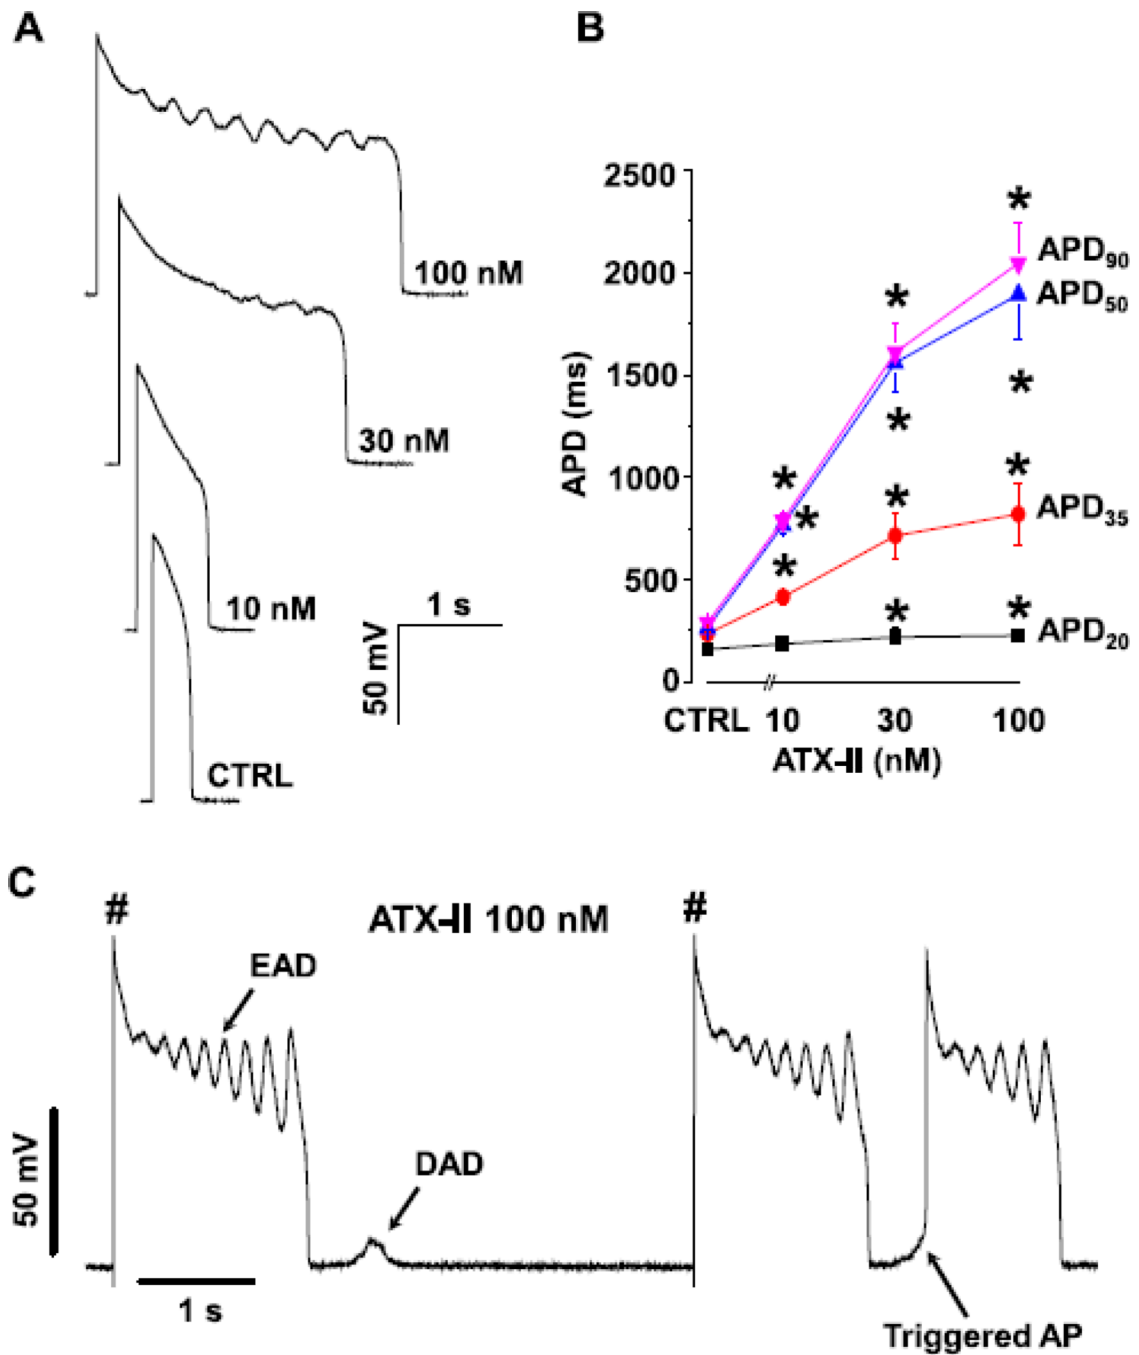 A
100 nM
30 nM
10 nM
CTRL
1 s
50 mV
B
APD (ms)
2500
2000
1500
1000
500
0
*
*
*
*
*
*
*
*
*
*
*
APD90
APD50
APD35
APD20
CTRL 10 30 100
ATX-II (nM)
C
# ATX-II 100 nM #
EAD
DAD
50 mV
1 s
Triggered AP